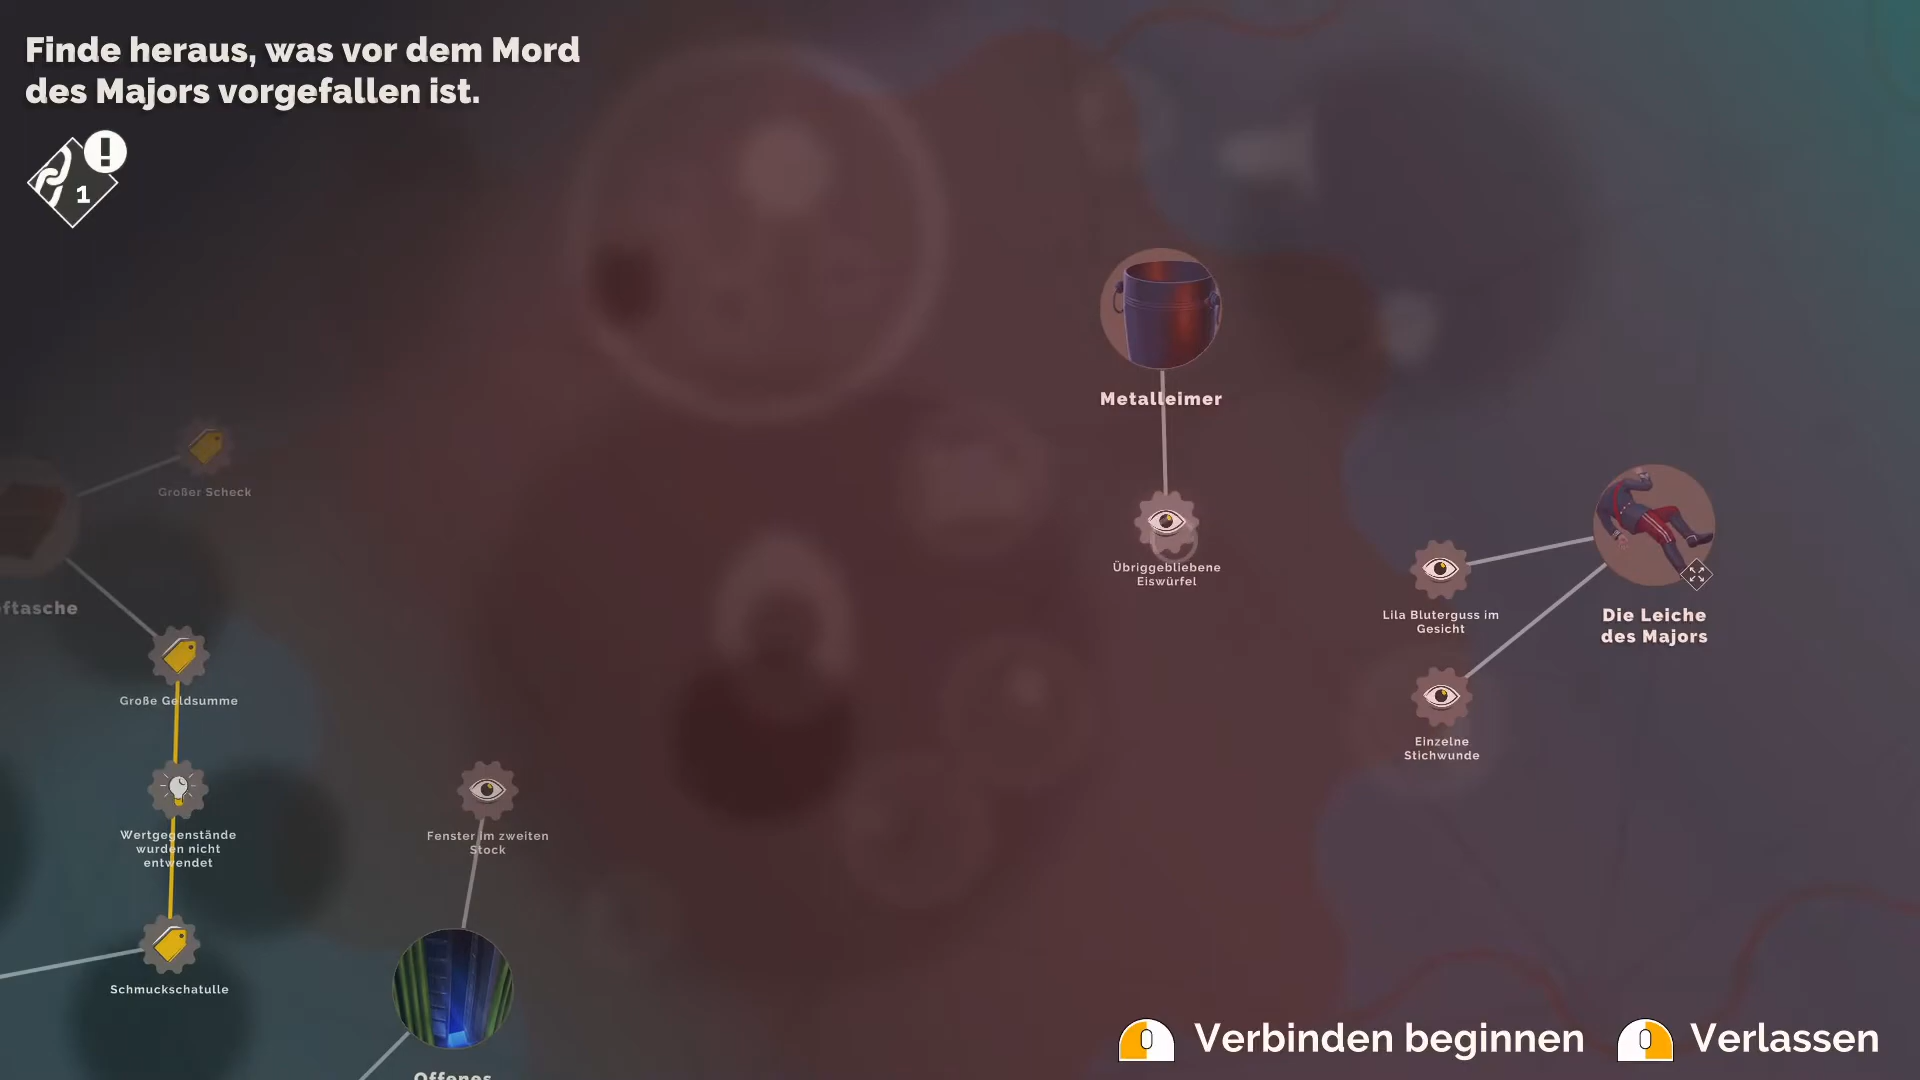 Finde heraus, was vor dem Mord
des Majors vorgefallen ist.
1
Metalleimer
Großer Scheck
Übriggebliebene
Eiswürfel
Lila Bluterguss im
Gesicht
Die Leiche
des Majors
ftasche
Große Geldsumme
Einzelne
Stichwunde
Wertgegenstände
wurden nicht
entwendet
Fenster im zweiten
Stock
Schmuckschatulle
Offenes
Verbinden beginnen
Verlassen